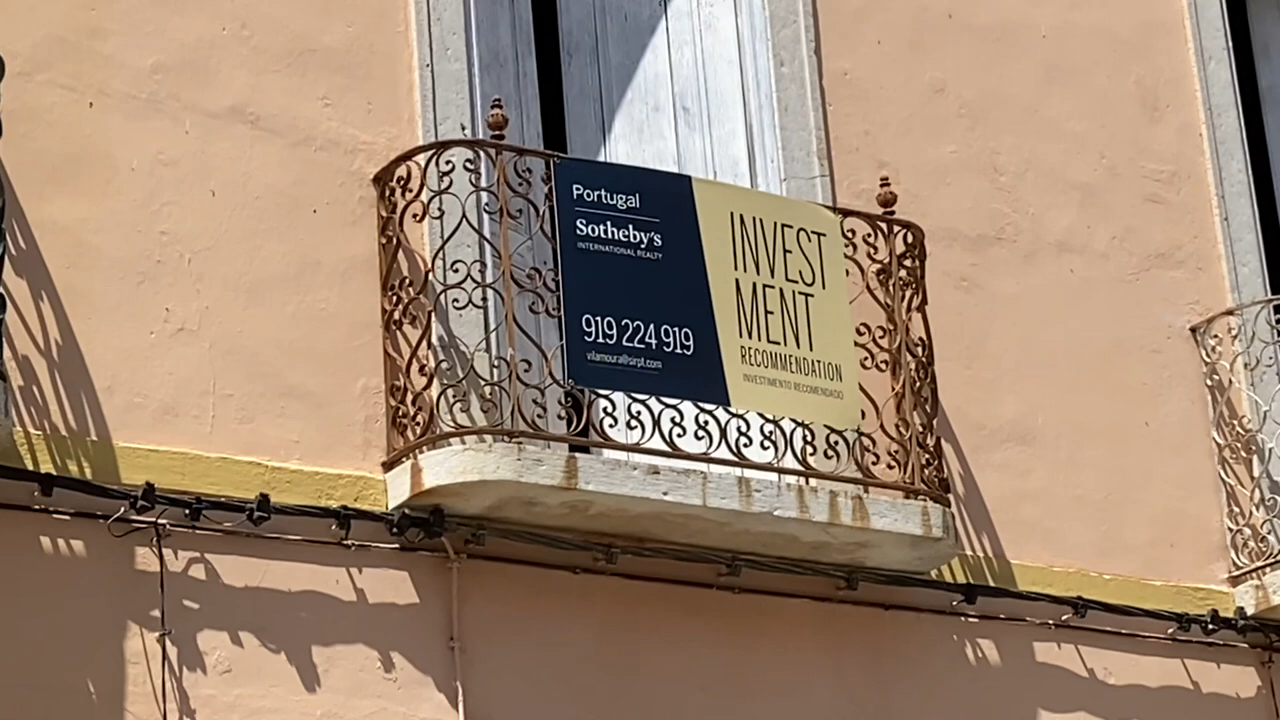 Portugal
Sotheby's
INTERNATIONAL REALTY
919 224 919
vilamoura@sirpt.com
INVEST
MENT
RECOMMENDATION
INVESTIMENTO RECOMENDADO